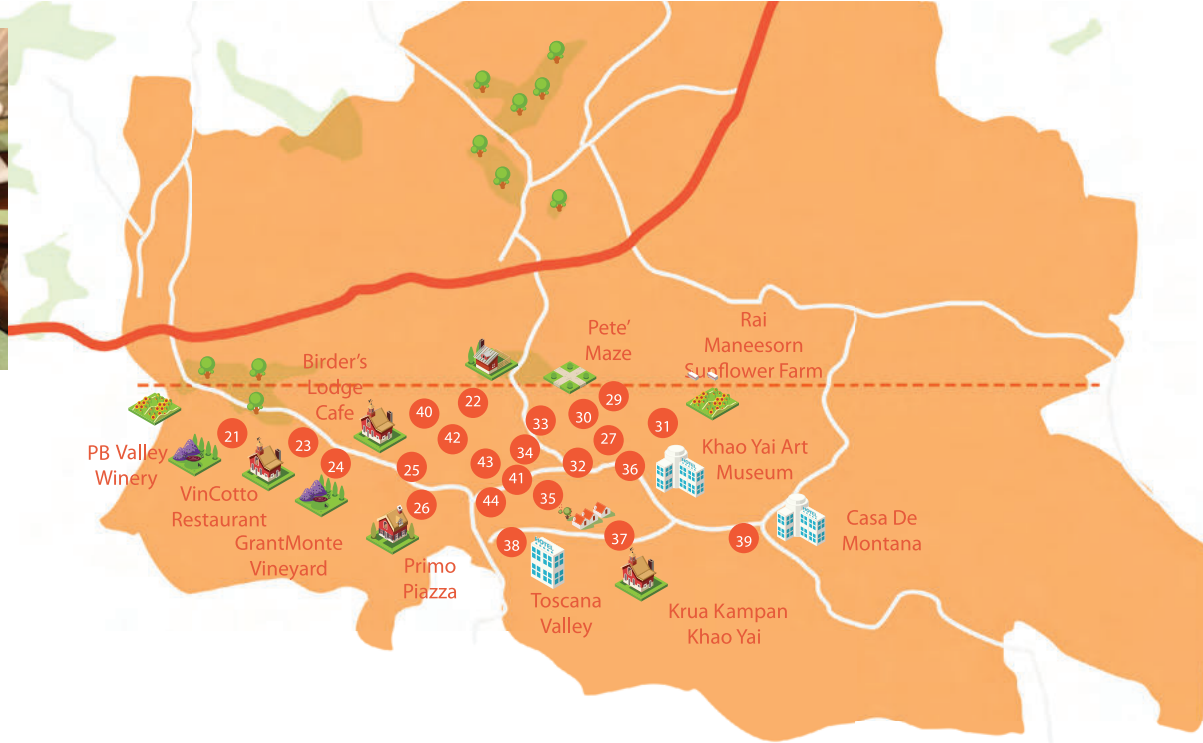 Pete’
Maze
Rai
Maneesorn
Sunflower Farm
Birder’s
Lodge
Cafe
22
29
40
30
33
31
21
23
42
27
PB Valley
Winery
24
25
43
34
32
36
Khao Yai Art
Museum
41
VinCotto
Restaurant
26
44
35
GrantMonte
Vineyard
38
37
39
Casa De
Montana
Primo
Piazza
HOTEL
Toscana
Valley
Krua Kampan
Khao Yai